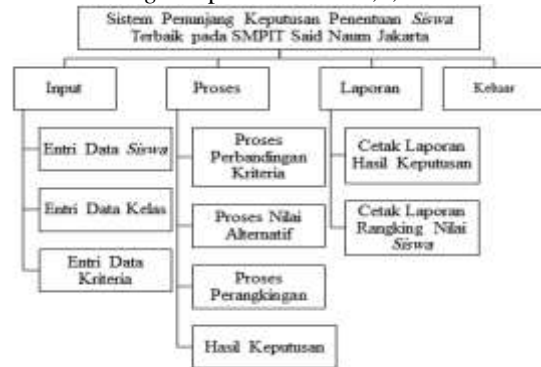 Sistem Penunjang Keputusan Penentuan Siswa
Terbaik pada SMPIT Said Naum Jakarta
Input
Proses
Laporan
Keluar
Entri Data Siswa
Entri Data Kelas
Entri Data
Kriteria
Proses
Perbandingan
Kriteria
Proses Nilai
Alternatif
Proses
Perangkingan
Hasil Keputusan
Cetak Laporan
Hasil Keputusan
Cetak Laporan
Rangking Nilai
Siswa